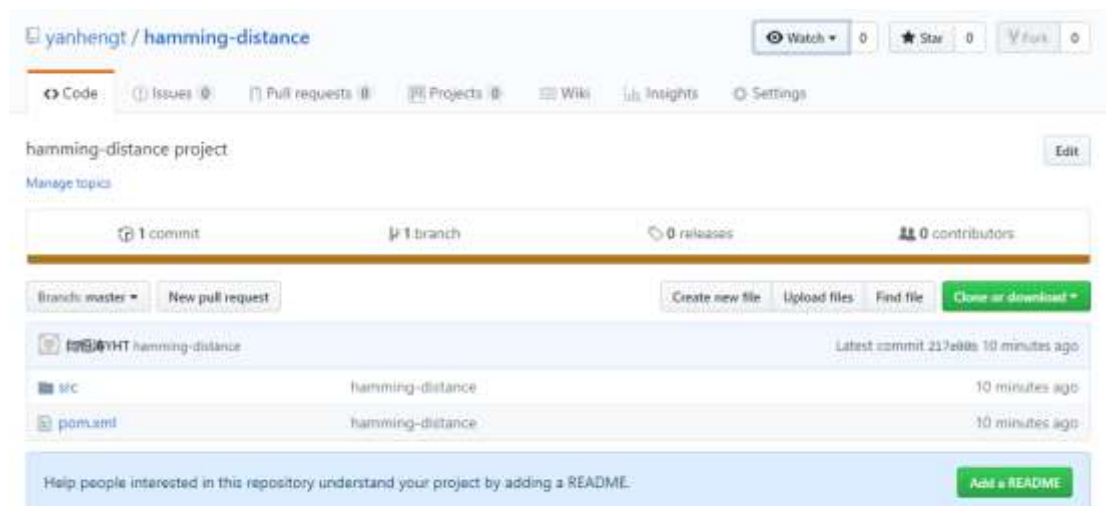 yanhengt / hamming-distance Watch 0 Star 0 Fork 0
Code Issues 0 Pull requests 0 Projects 0 Wiki Insights Settings
hamming-distance project Edit
Manage topics
1 commit 1 branch 0 releases 0 contributors
Branch: master New pull request Create new file Upload files Find file Clone or download
YHT hamming-distance Latest commit 10 minutes ago
src hamming-distance 10 minutes ago
pom.xml hamming-distance 10 minutes ago
Help people interested in this repository understand your project by adding a README. Add a README